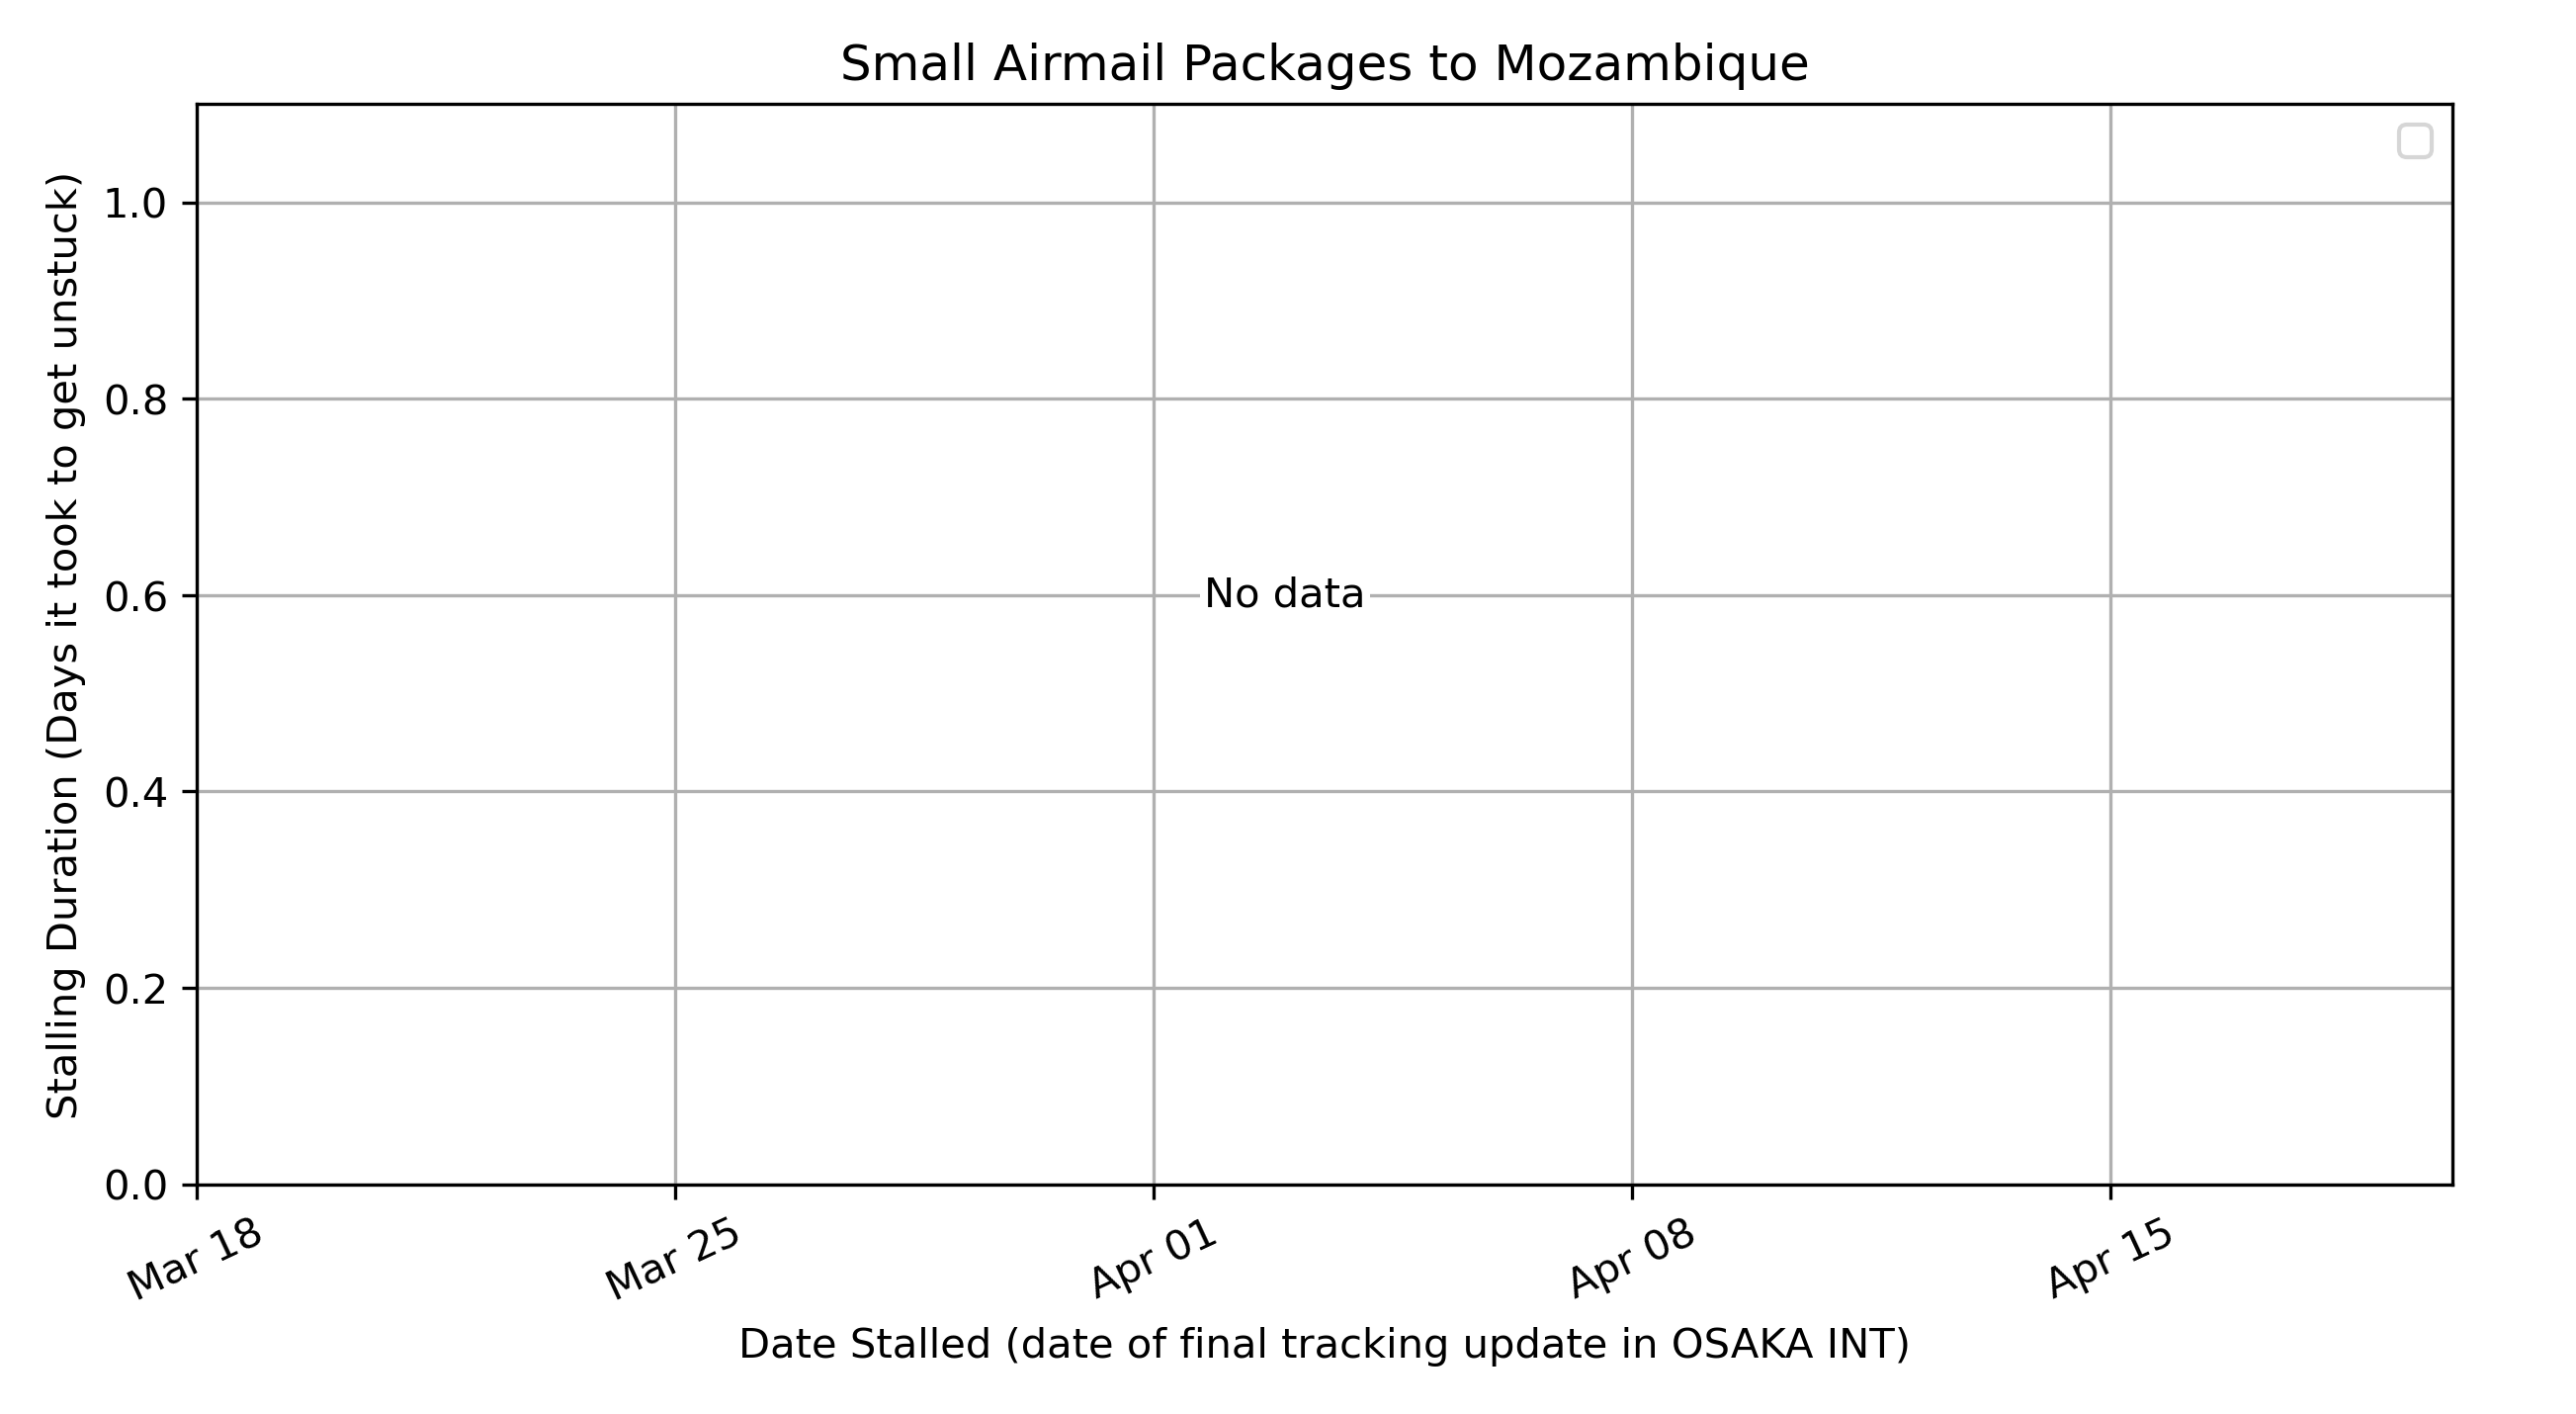 Small Airmail Packages to Mozambique
Stalling Duration (Days it took to get unstuck)
1.0
0.8
0.6
0.4
0.2
0.0
No data
Mar 18
Mar 25
Apr 01
Apr 08
Apr 15
Date Stalled (date of final tracking update in OSAKA INT)